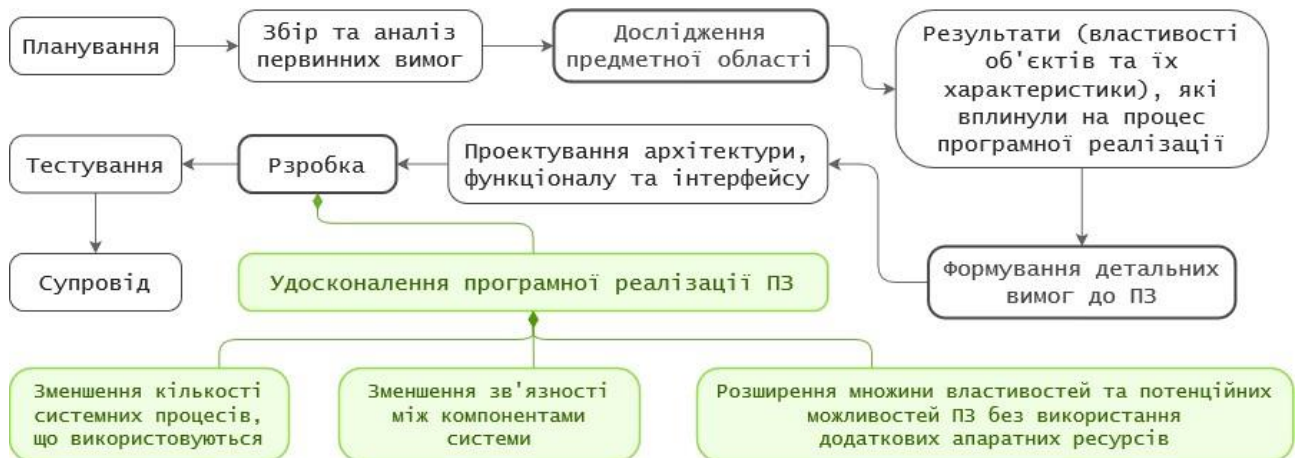 Планування
Збір та аналіз
первинних вимог
Дослідження
предметної області
Результати (властивості
об'єктів та їх
характеристики), які
вплинули на процес
програмної реалізації
Тестування
Рзробка
Проектування архітектури,
функціоналу та інтерфейсу
Супровід
Удосконалення програмної реалізації ПЗ
Формування детальних
вимог до ПЗ
Зменшення кількості
системних процесів,
що використовуються
Зменшення зв'язності
між компонентами
системи
Розширення множини властивостей та потенційних
можливостей ПЗ без використання
додаткових апаратних ресурсів